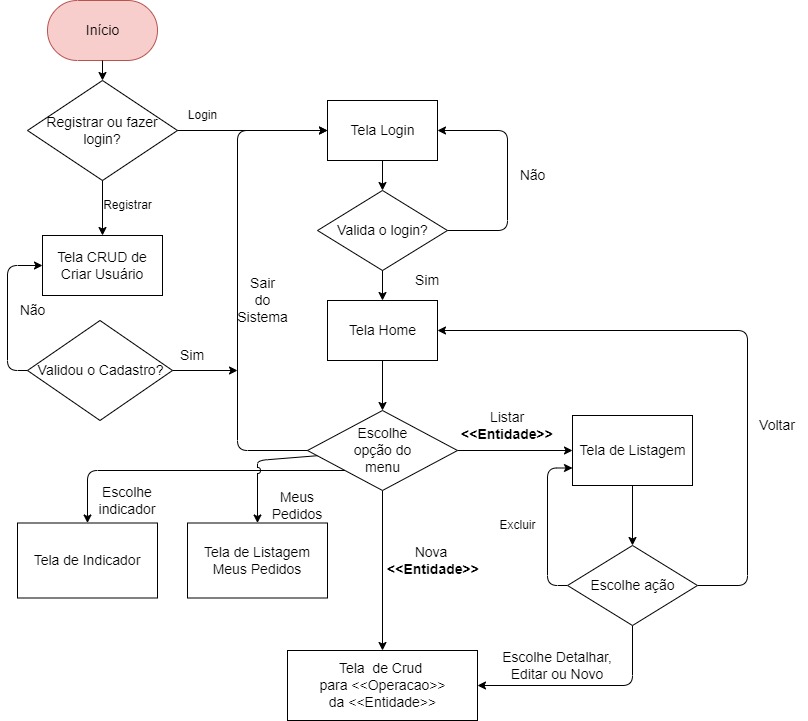 Início
Registrar ou fazer
login?
Login
Tela Login
Não
Registrar
Valida o login?
Tela CRUD de
Criar Usuário
Não
Sair
do
Sistema
Sim
Tela Home
Validou o Cadastro?
Sim
Escolhe
opção do
menu
Listar
<<Entidade>>
Tela de Listagem
Voltar
Escolhe
indicador
Meus
Pedidos
Excluir
Tela de Indicador
Tela de Listagem
Meus Pedidos
Nova
<<Entidade>>
Escolhe ação
Tela de Crud
para <<Operacao>>
da <<Entidade>>
Escolhe Detalhar,
Editar ou Novo